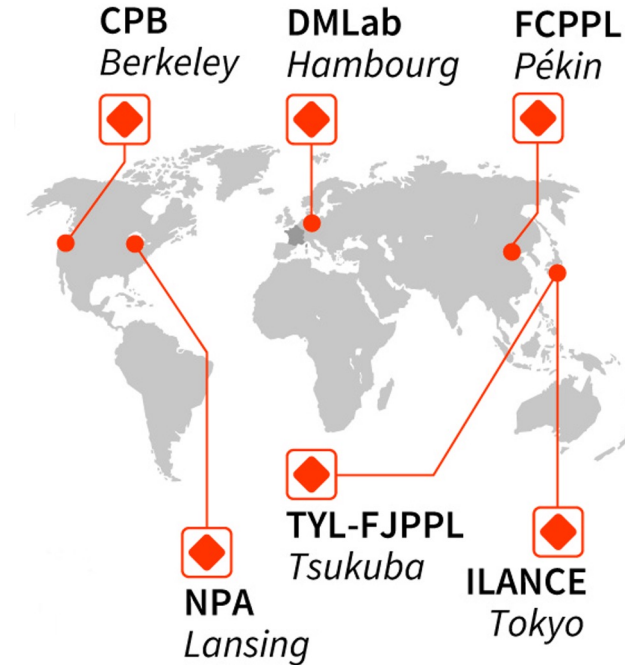 CPB
Berkeley
DMLab
Hambourg
FCPPL
Pékin
TYL-FJPPL
Tsukuba
ILANCE
Tokyo
NPA
Lansing